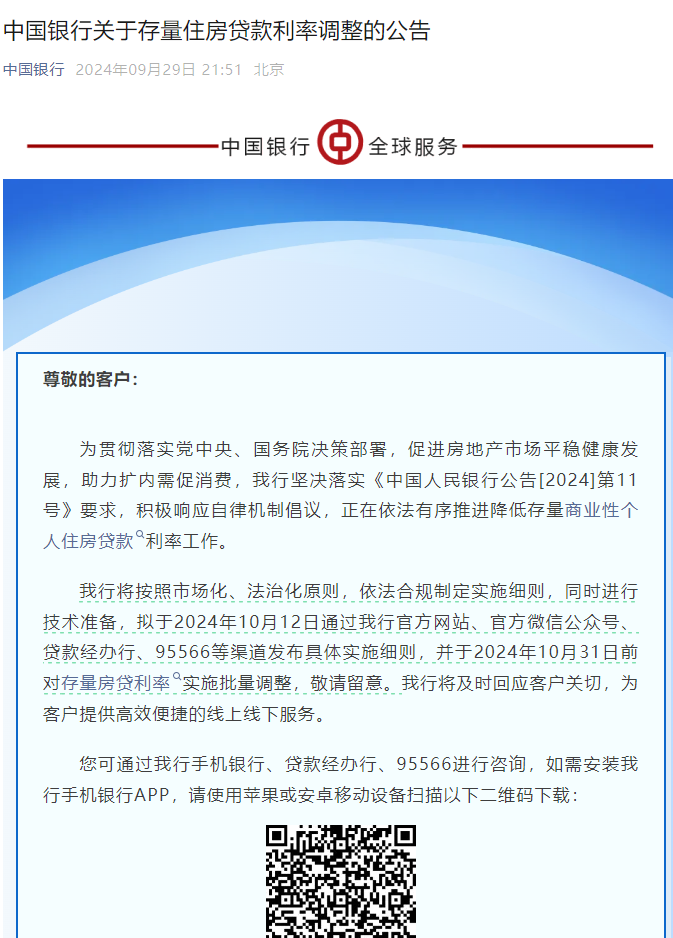 中国银行关于存量住房贷款利率调整的公告
中国银行 2024年09月29日 21:51 北京
中国银行 全球服务
尊敬的客户：
为贯彻落实党中央、国务院决策部署，促进房地产市场平稳健康发
展，助力扩内需促消费，我行坚决落实《中国人民银行公告[2024]第11
号》要求，积极响应自律机制倡议，正在依法有序推进降低存量商业性个
人住房贷款利率工作。
我行将按照市场化、法治化原则，依法合规制定实施细则，同时进行
技术准备，拟于2024年10月12日通过我行官方网站、官方微信公众号、
贷款经办行、95566等渠道发布具体实施细则，并于2024年10月31日前
对存量房贷利率实施批量调整，敬请留意。我行将及时回应客户关切，为
客户提供高效便捷的线上线下服务。
您可通过我行手机银行、贷款经办行、95566进行咨询，如需安装我
行手机银行APP，请使用苹果或安卓移动设备扫描以下二维码下载：